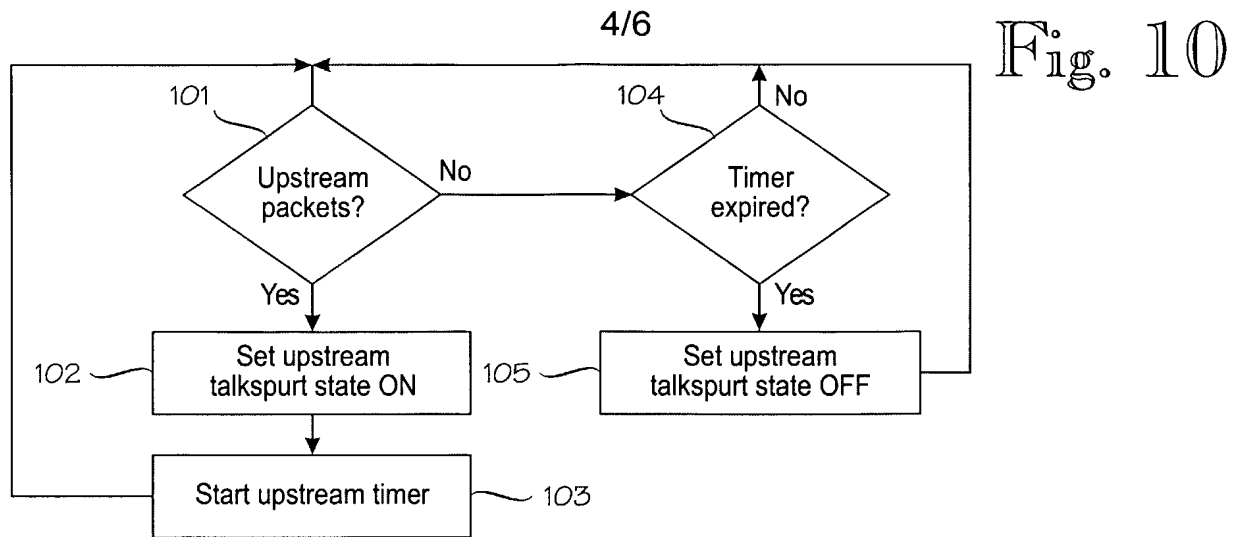 4/6
Fig. 10
101
104
No
Upstream
packets?
No
Timer
expired?
Yes
Yes
102
Set upstream
talkspurt state ON
105
Set upstream
talkspurt state OFF
Start upstream timer
103